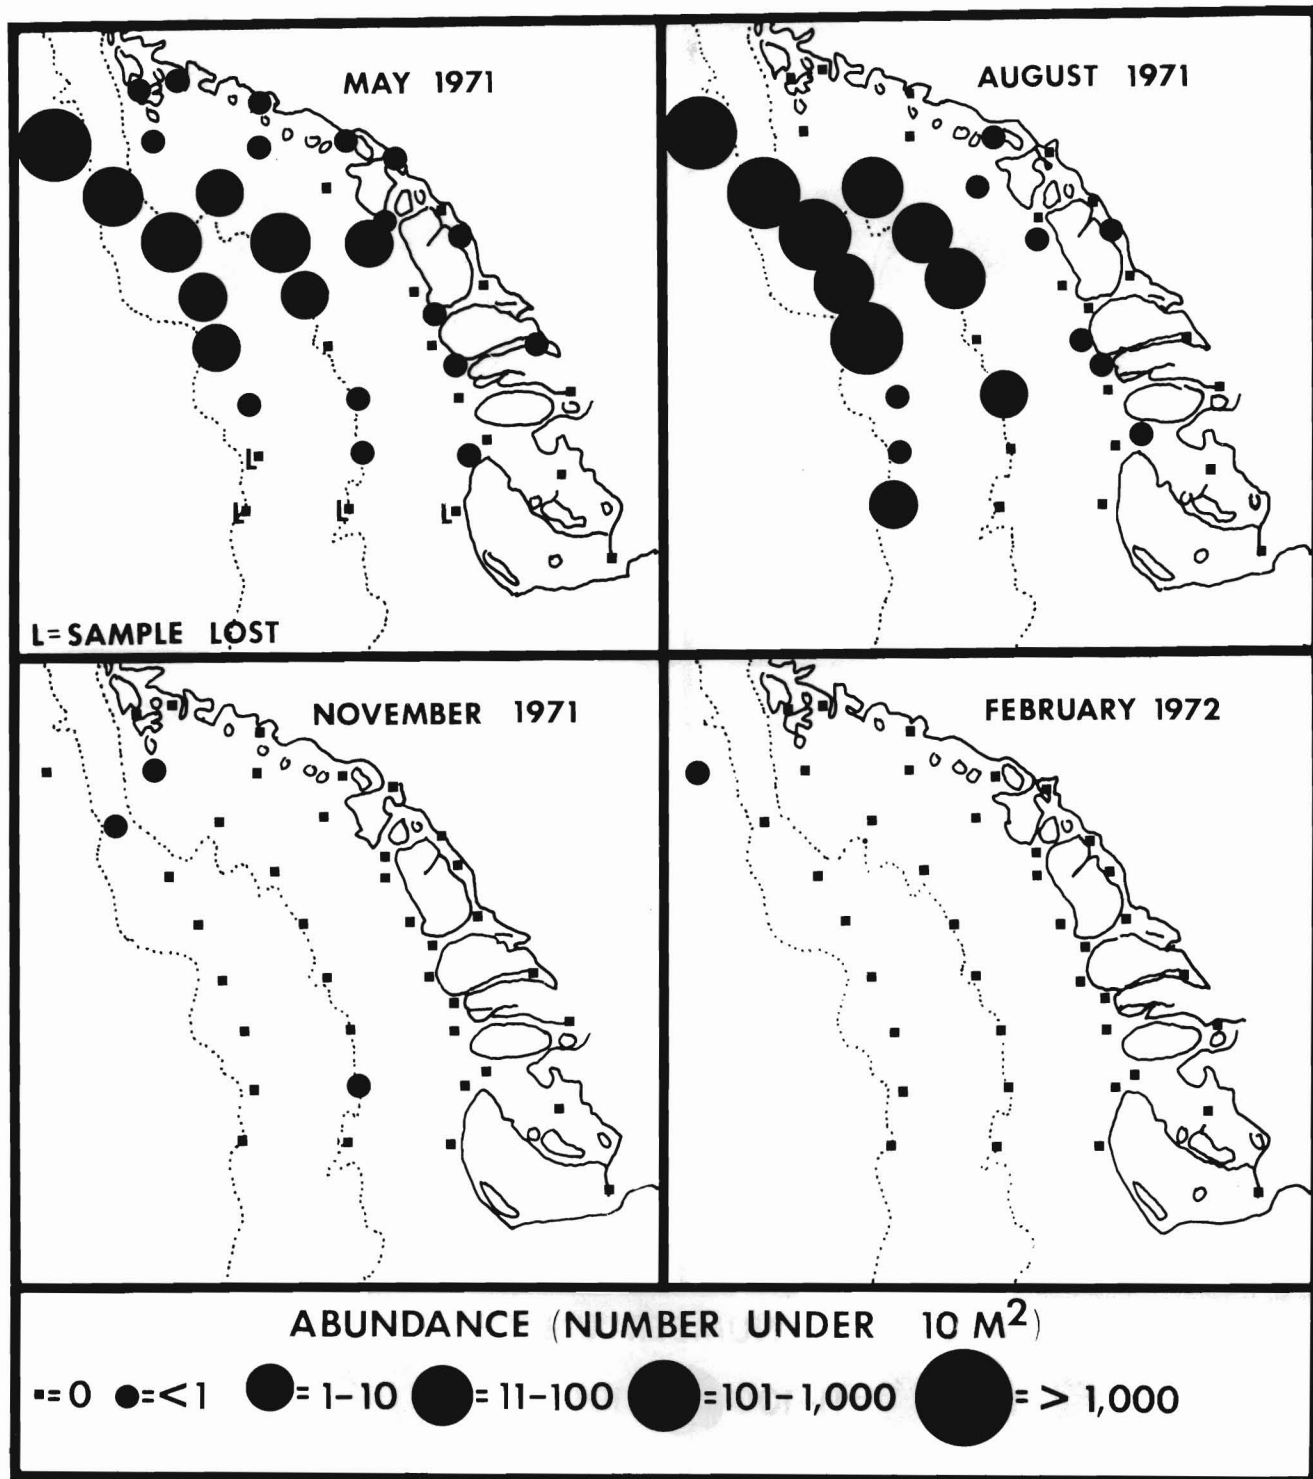 MAY 1971
AUGUST 1971
L
L
L
L
L=SAMPLE LOST
NOVEMBER 1971
FEBRUARY 1972
ABUNDANCE (NUMBER UNDER 10 M²)
=0 =<1 =1-10 =11-100 =101-1,000 => 1,000